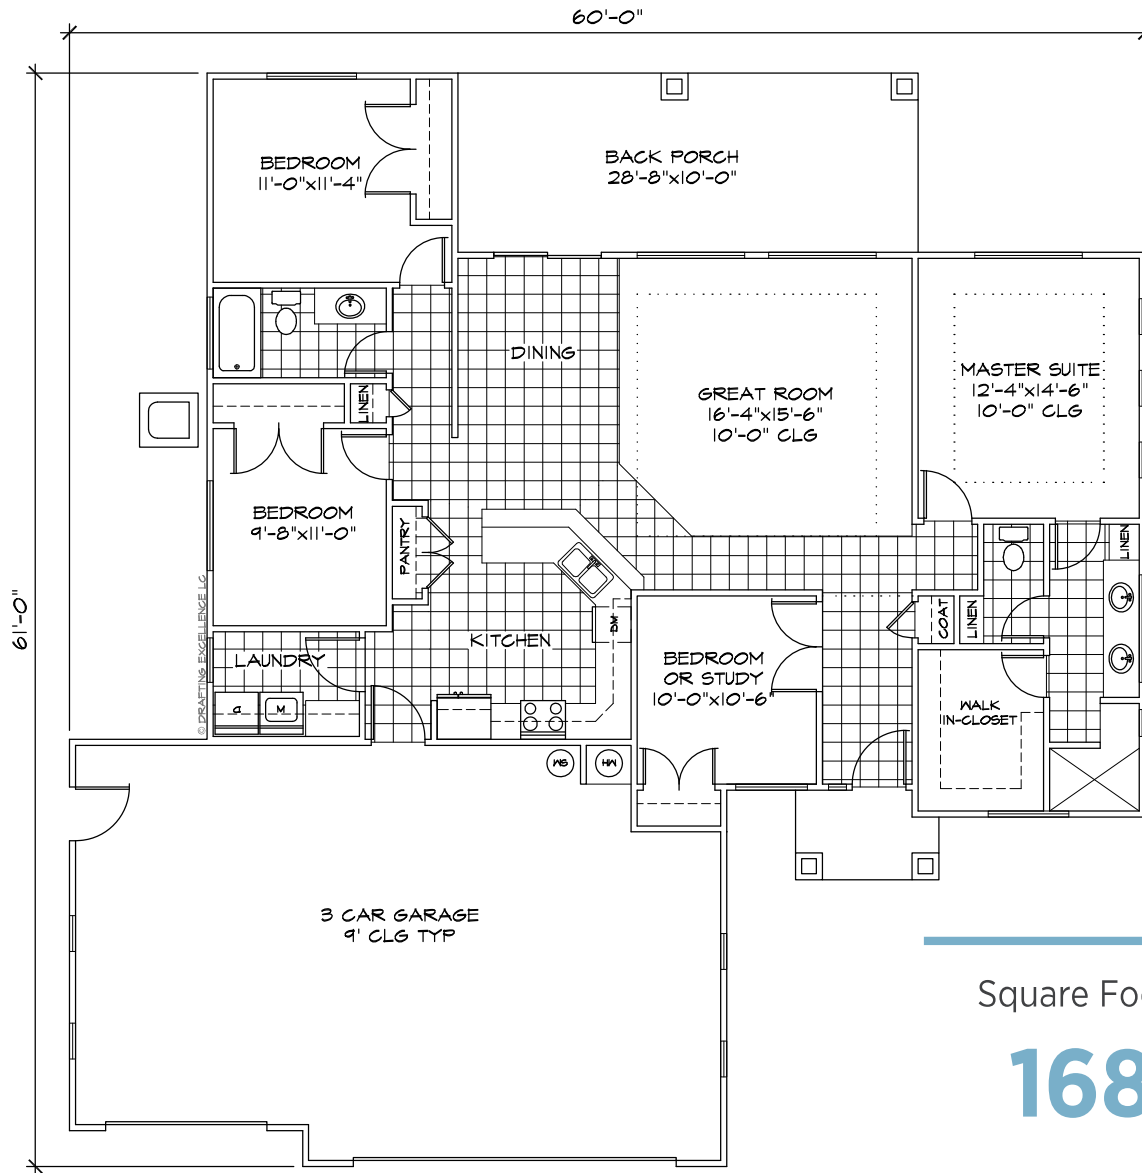 60'-0"
61'-0"
BEDROOM
11'-0"x11'-4"
BACK PORCH
28'-8"x10'-0"
DINING
GREAT ROOM
16'-4"x15'-6"
10'-0" CLG
MASTER SUITE
12'-4"x14'-6"
10'-0" CLG
LINEN
BEDROOM
9'-8"x11'-0"
PANTRY
LINEN
© DRAFTING EXCELLENCE LC
KITCHEN
DW
LAUNDRY
BEDROOM
OR STUDY
10'-0"x10'-6"
COAT
LINEN
WALK
IN-CLOSET
WS
HW
3 CAR GARAGE
9' CLG TYP
Square Foo
168